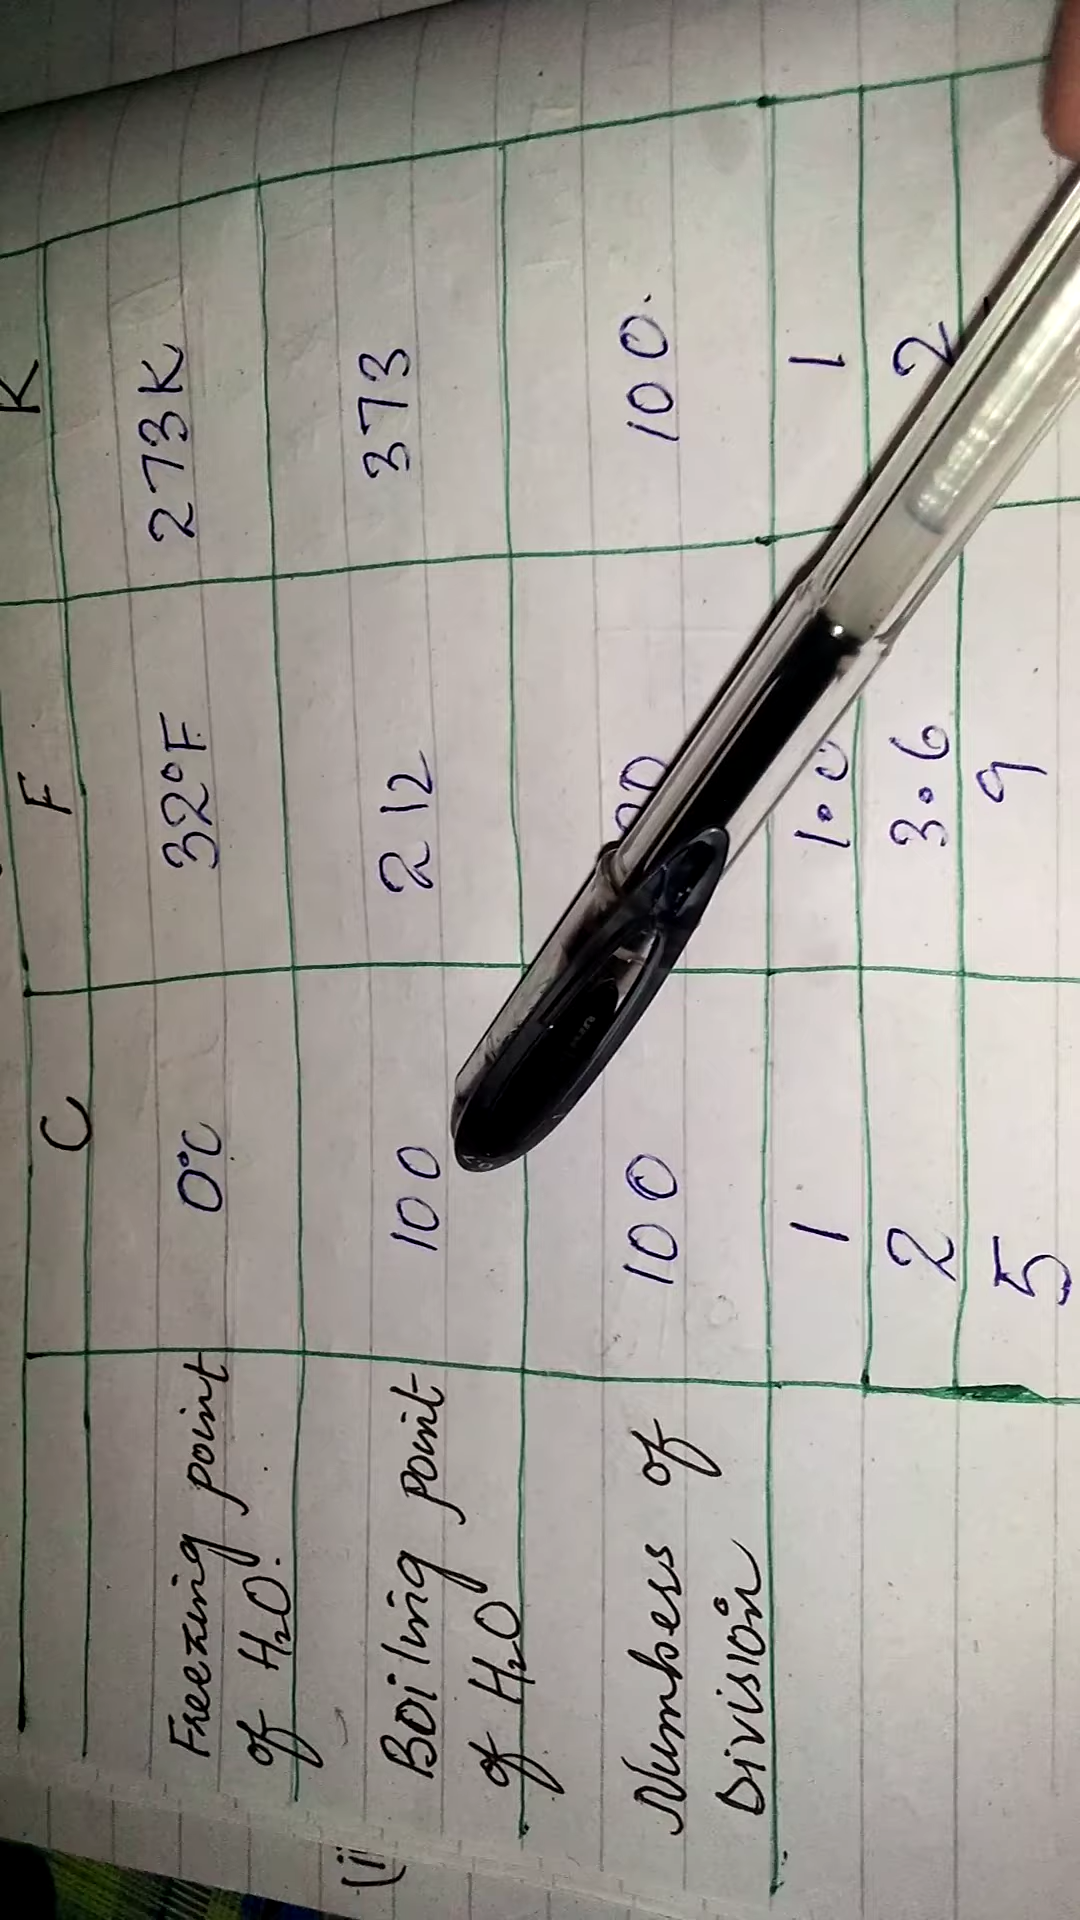 C F K
Freezing point 0°C 32°F 273K
of H₂O.
Boiling point 100 212 373
of H₂O
(i
Numbers of 100 100.
Division
1 1
2 3.6 2
5 9